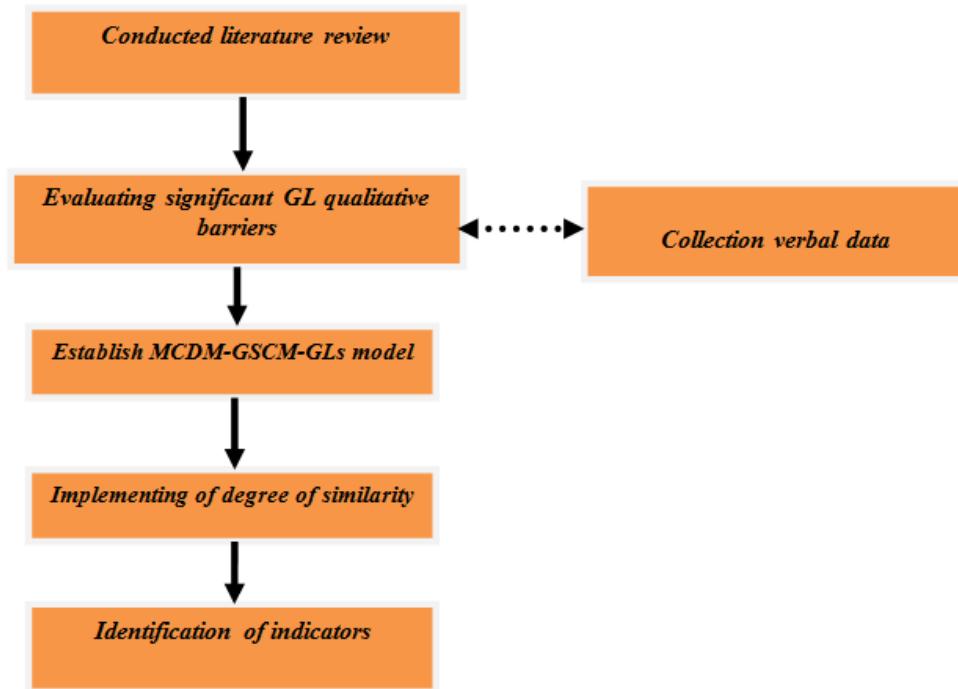 Conducted literature review
Evaluating significant GL qualitative
barriers
Collection verbal data
Establish MCDM-GSCM-GLs model
Implementing of degree of similarity
Identification of indicators